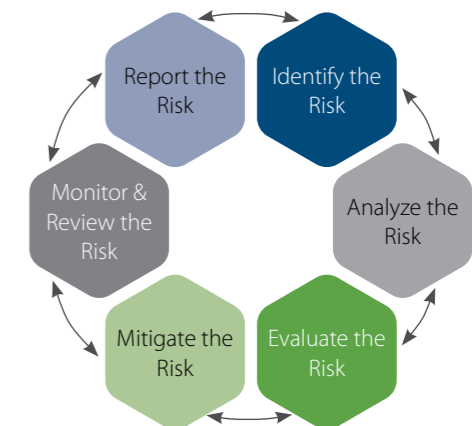 Report the
Risk
Identify the
Risk
Analyze the
Risk
Evaluate the
Risk
Mitigate the
Risk
Monitor &
Review the
Risk